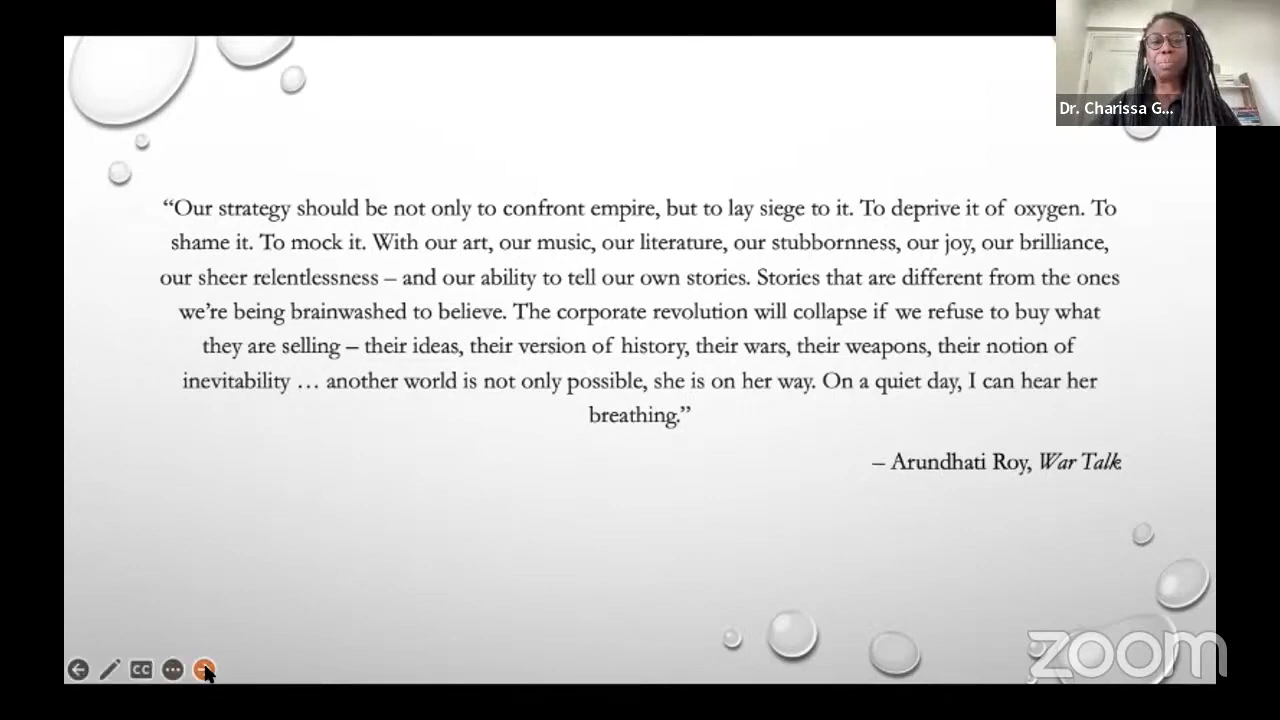 Dr. Charissa G...
“Our strategy should be not only to confront empire, but to lay siege to it. To deprive it of oxygen. To
shame it. To mock it. With our art, our music, our literature, our stubbornness, our joy, our brilliance,
our sheer relentlessness – and our ability to tell our own stories. Stories that are different from the ones
we’re being brainwashed to believe. The corporate revolution will collapse if we refuse to buy what
they are selling – their ideas, their version of history, their wars, their weapons, their notion of
inevitability … another world is not only possible, she is on her way. On a quiet day, I can hear her
breathing.”
– Arundhati Roy, War Talk
CC
zoom